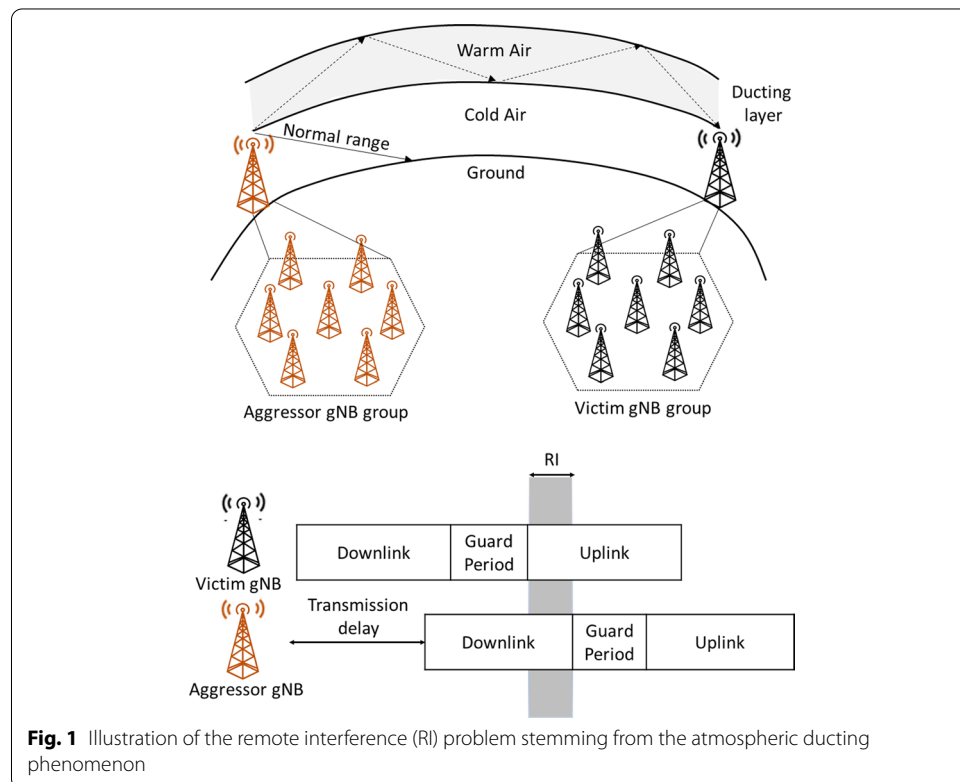 Warm Air
Ducting
layer
Cold Air
Normal range
Ground
Aggressor gNB group
Victim gNB group
RI
Downlink
Guard
Period
Uplink
Victim gNB
Transmission
delay
Downlink
Guard
Period
Uplink
Aggressor gNB
Fig. 1 Illustration of the remote interference (RI) problem stemming from the atmospheric ducting
phenomenon